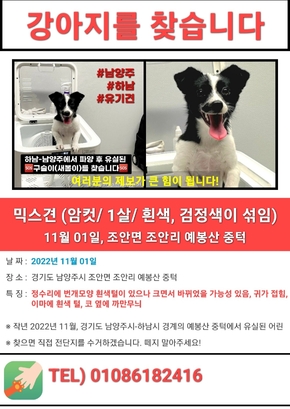 강아지를 찾습니다
#남양주
#하남
#유기견
하남-남양주에서 파양 후 유실된
구슬이(새봄이)를 찾습니다!
여러분의 제보가 큰 힘이 됩니다!
믹스견 (암컷/ 1살/ 흰색, 검정색이 섞임)
11월 01일, 조안면 조안리 예봉산 중턱
날 짜 : 2022년 11월 01일
장 소 : 경기도 남양주시 조안면 조안리 예봉산 중턱
특 징 : 정수리에 번개모양 흰색털이 있으나 크면서 바뀌었을 가능성 있음, 귀가 접힘,
이마에 흰색 털, 코 옆에 까만무늬
※ 작년 2022년 11월, 경기도 남양주시-하남시 경계의 예봉산 중턱에서 유실된 어린
※ 찾으면 직접 전단지를 수거하겠습니다. 떼지 말아주세요!
TEL) 01086182416